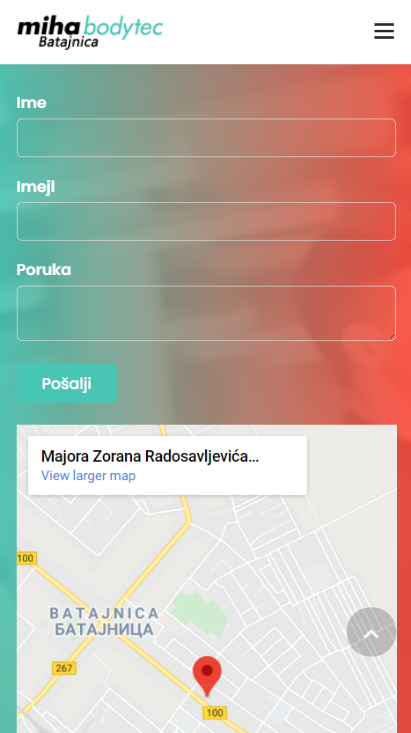 miha bodytec
Batajnica
Ime
Imejl
Poruka
Pošalji
Majora Zorana Radosavljevića...
View larger map
100
BATAJNICA
БАТАЈНИЦА
267
100